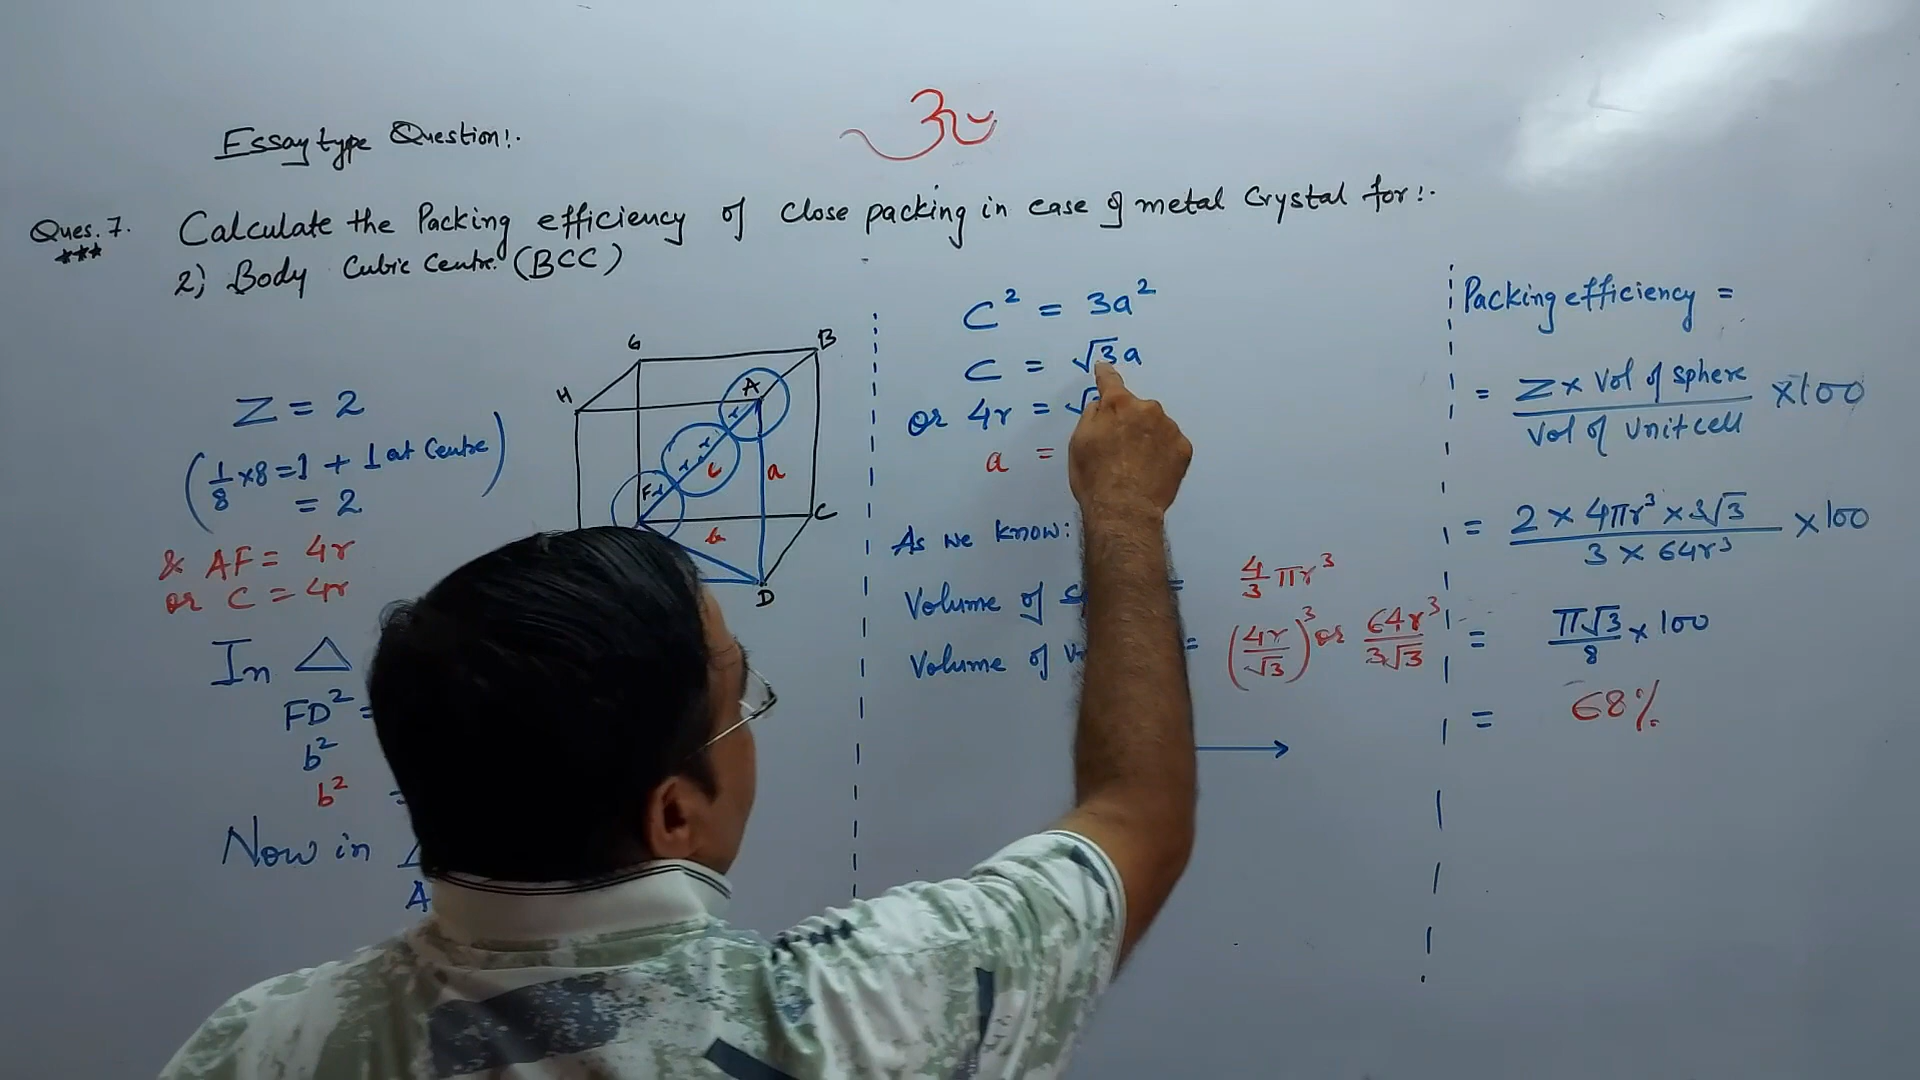 ॐ
Essay type Question:-
Ques. 7. Calculate the Packing efficiency of close packing in case of metal Crystal for:-
***
2) Body Cubic Centre (BCC)
Z = 2
(1/8 × 8 = 1 + 1 at Centre)
= 2
& AF = 4r
or C = 4r
In △
FD² =
b²
b² =
Now in
A
G
B
H
A
r
r
r
c
a
F r
b
C
D
C² = 3a²
C = √3a
or 4r = √
a =
As we know:
Volume of = 4/3 πr³
Volume of = (4r/√3)³ or 64r³/3√3
Packing efficiency =
= Z × Vol of sphere / Vol of Unit cell × 100
= 2 × 4πr³ × 3√3 / 3 × 64r³ × 100
= π√3/8 × 100
= 68%